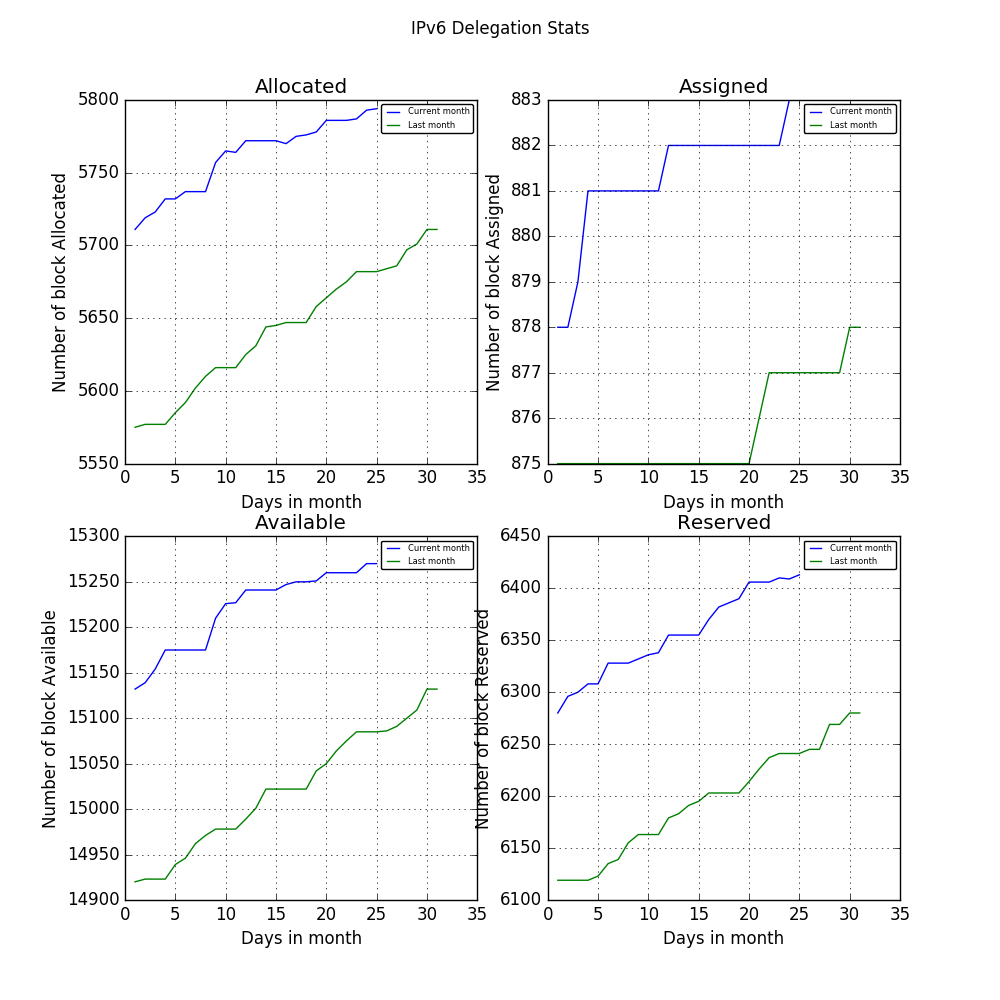 IPv6 Delegation Stats
Allocated
Number of block Allocated
5800
5750
5700
5650
5600
5550
Current month
Last month
0 5 10 15 20 25 30 35
Days in month
Assigned
Number of block Assigned
883
882
881
880
879
878
877
876
875
Current month
Last month
0 5 10 15 20 25 30 35
Days in month
Available
Number of block Available
15300
15250
15200
15150
15100
15050
15000
14950
14900
Current month
Last month
0 5 10 15 20 25 30 35
Days in month
Reserved
Number of block Reserved
6450
6400
6350
6300
6250
6200
6150
6100
Current month
Last month
0 5 10 15 20 25 30 35
Days in month